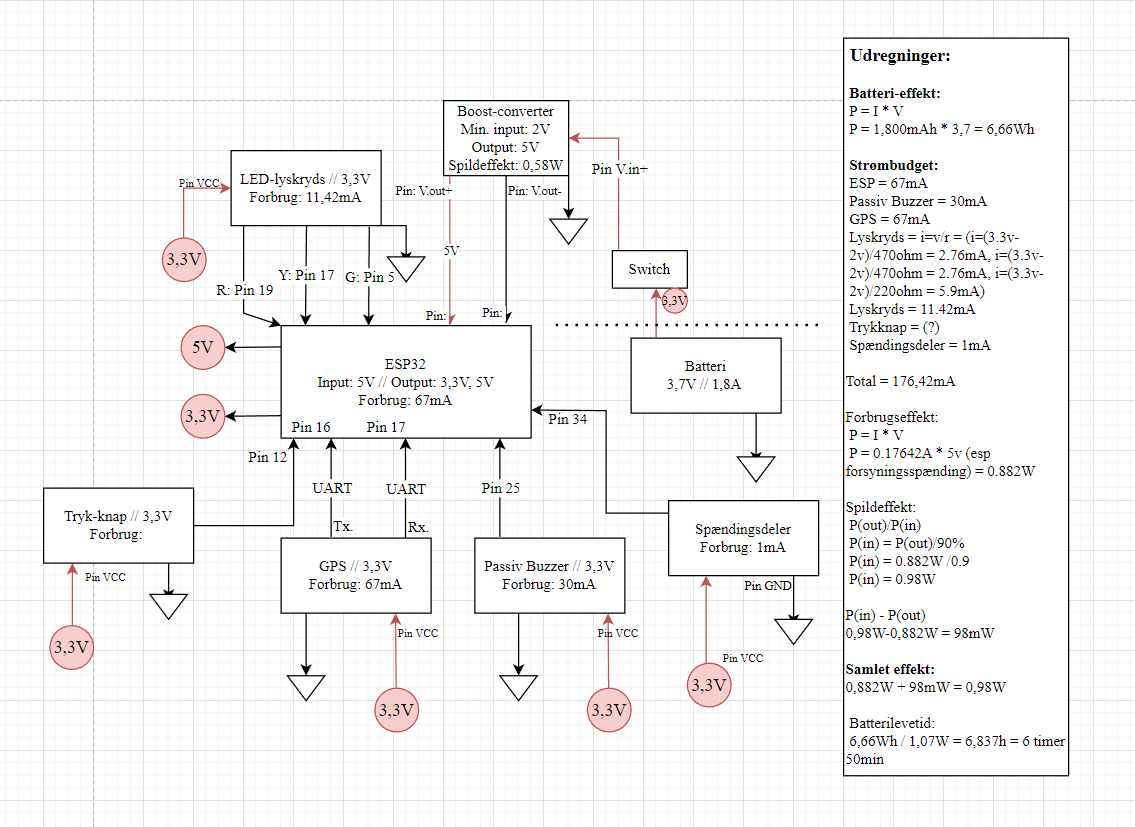 Boost-converter
Min. input: 2V
Output: 5V
Spildeffekt: 0,58W
Pin V.in+
LED-lyskryds // 3,3V
Forbrug: 11,42mA
Pin VCC
3,3V
Pin: V.out+
Pin: V.out-
5V
Switch
3,3V
R: Pin 19
Y: Pin 17
G: Pin 5
Pin:
Pin:
5V
3,3V
ESP32
Input: 5V // Output: 3,3V, 5V
Forbrug: 67mA
Pin 16
Pin 17
Batteri
3,7V // 1,8A
Pin 34
Pin 12
UART
UART
Pin 25
Tx.
Rx.
Tryk-knap // 3,3V
Forbrug:
Pin VCC
3,3V
GPS // 3,3V
Forbrug: 67mA
Pin VCC
3,3V
Passiv Buzzer // 3,3V
Forbrug: 30mA
Pin VCC
3,3V
Spændingsdeler
Forbrug: 1mA
Pin GND
Pin VCC
3,3V
Udregninger:
Batteri-effekt:
P = I * V
P = 1,800mAh * 3,7 = 6,66Wh
Strømbudget:
ESP = 67mA
Passiv Buzzer = 30mA
GPS = 67mA
Lyskryds = i=v/r = (i=(3.3v-
2v)/470ohm = 2.76mA, i=(3.3v-
2v)/470ohm = 2.76mA, i=(3.3v-
2v)/220ohm = 5.9mA)
Lyskryds = 11.42mA
Trykknap = (?)
Spændingsdeler = 1mA
Total = 176,42mA
Forbrugseffekt:
P = I * V
P = 0.17642A * 5v (esp
forsyningsspænding) = 0.882W
Spildeffekt:
P(out)/P(in)
P(in) = P(out)/90%
P(in) = 0.882W /0.9
P(in) = 0.98W
P(in) - P(out)
0,98W-0,882W = 98mW
Samlet effekt:
0,882W + 98mW = 0,98W
Batterilevetid:
6,66Wh / 1,07W = 6,837h = 6 timer
50min